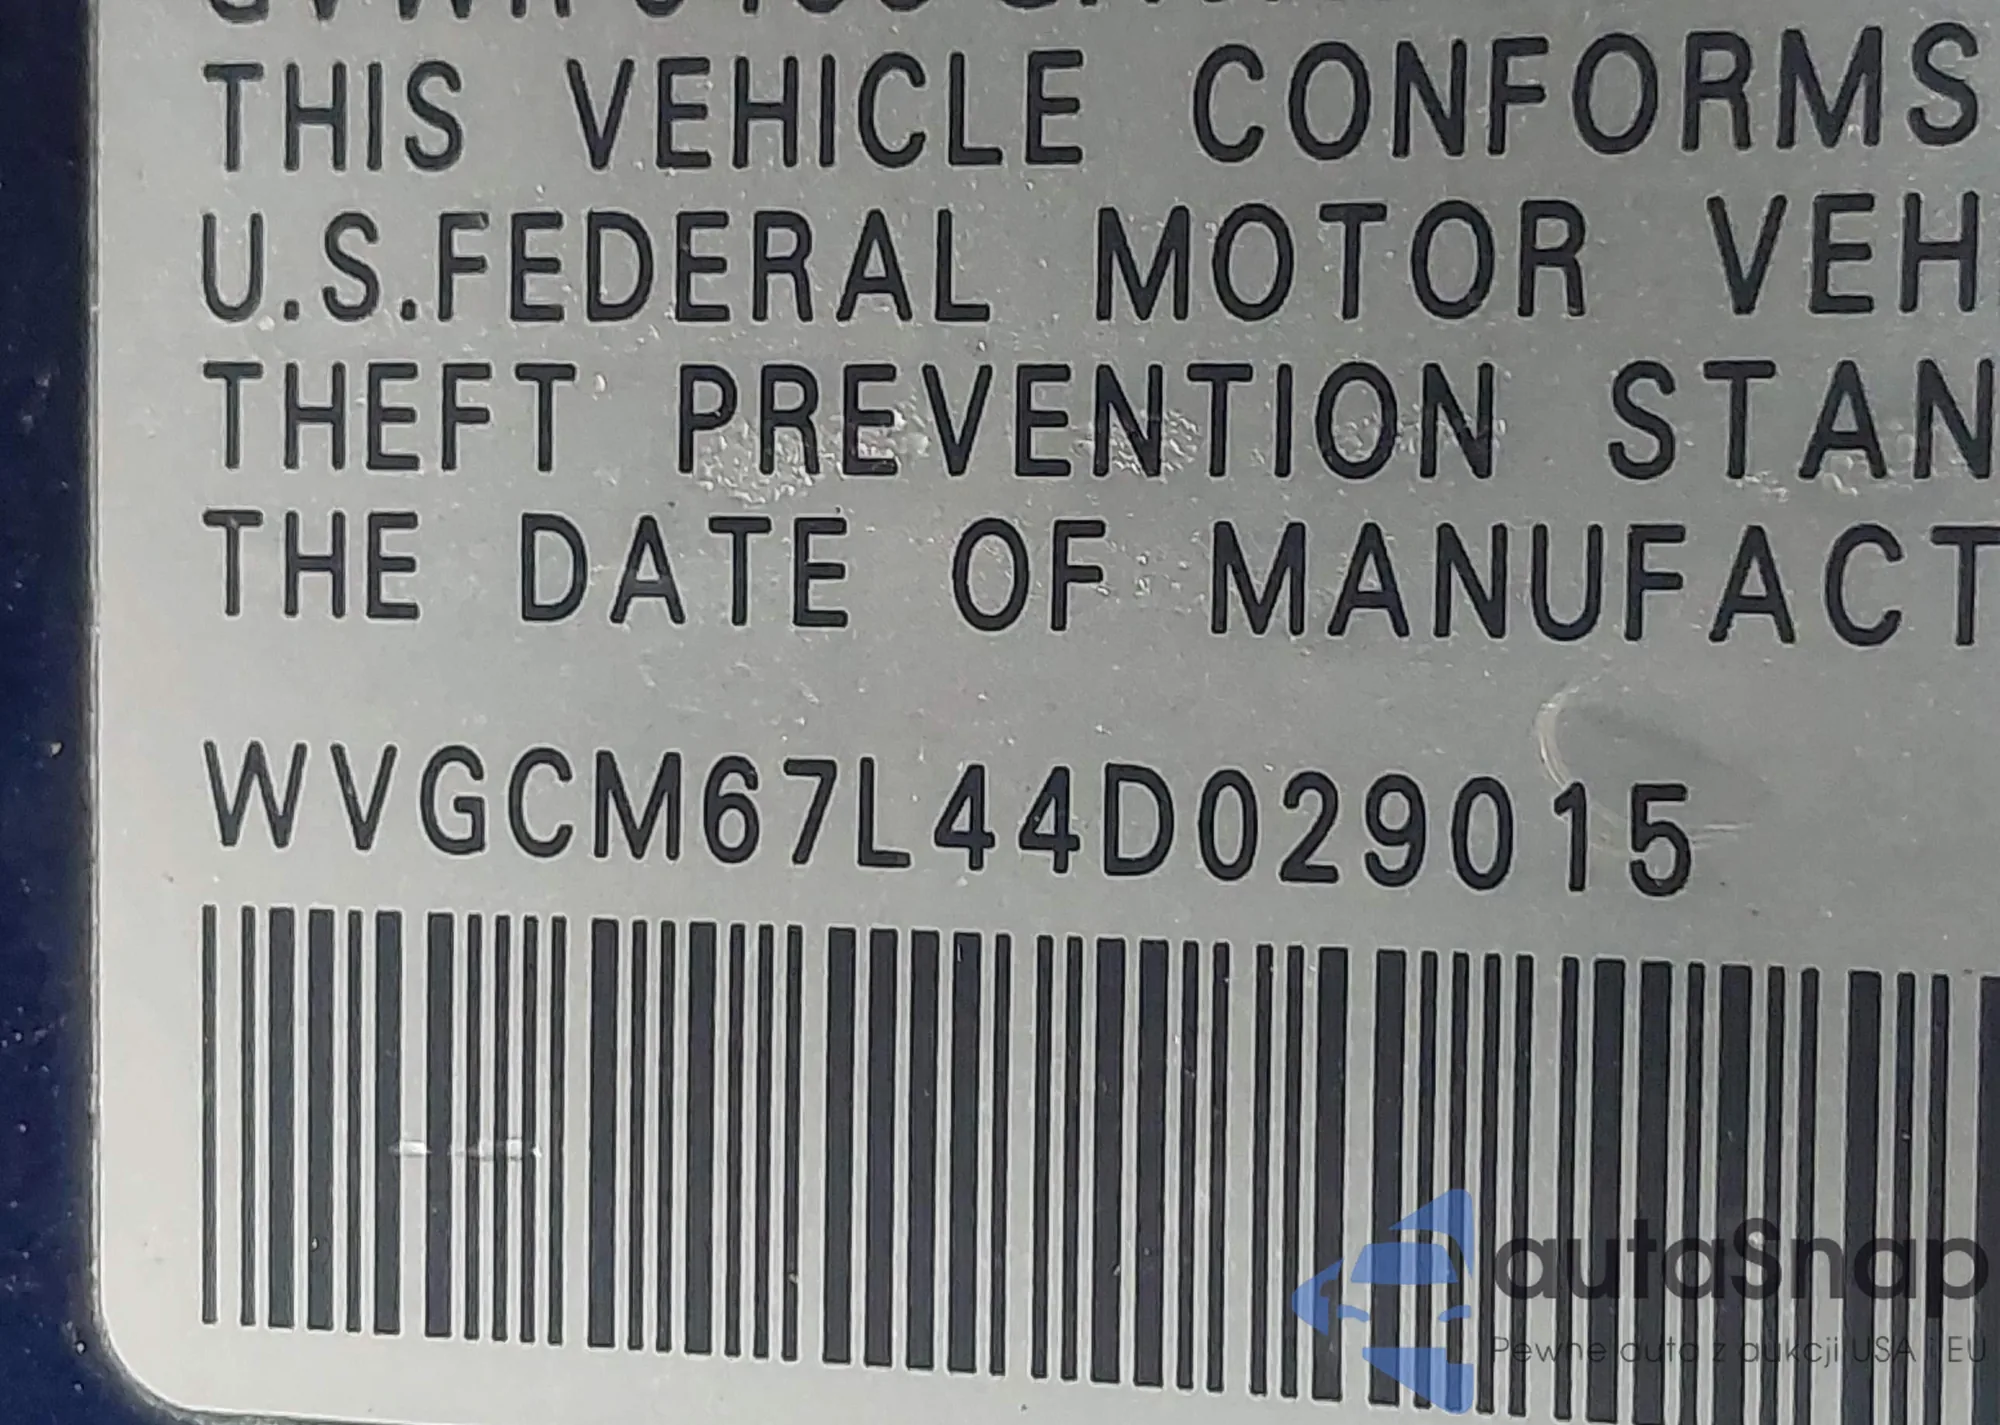 THIS VEHICLE CONFORMS
U.S.FEDERAL MOTOR VEH
THEFT PREVENTION STAN
THE DATE OF MANUFACT
WVGCM67L44D029015
autaSnap
Pewne auta z aukcji USA i EU